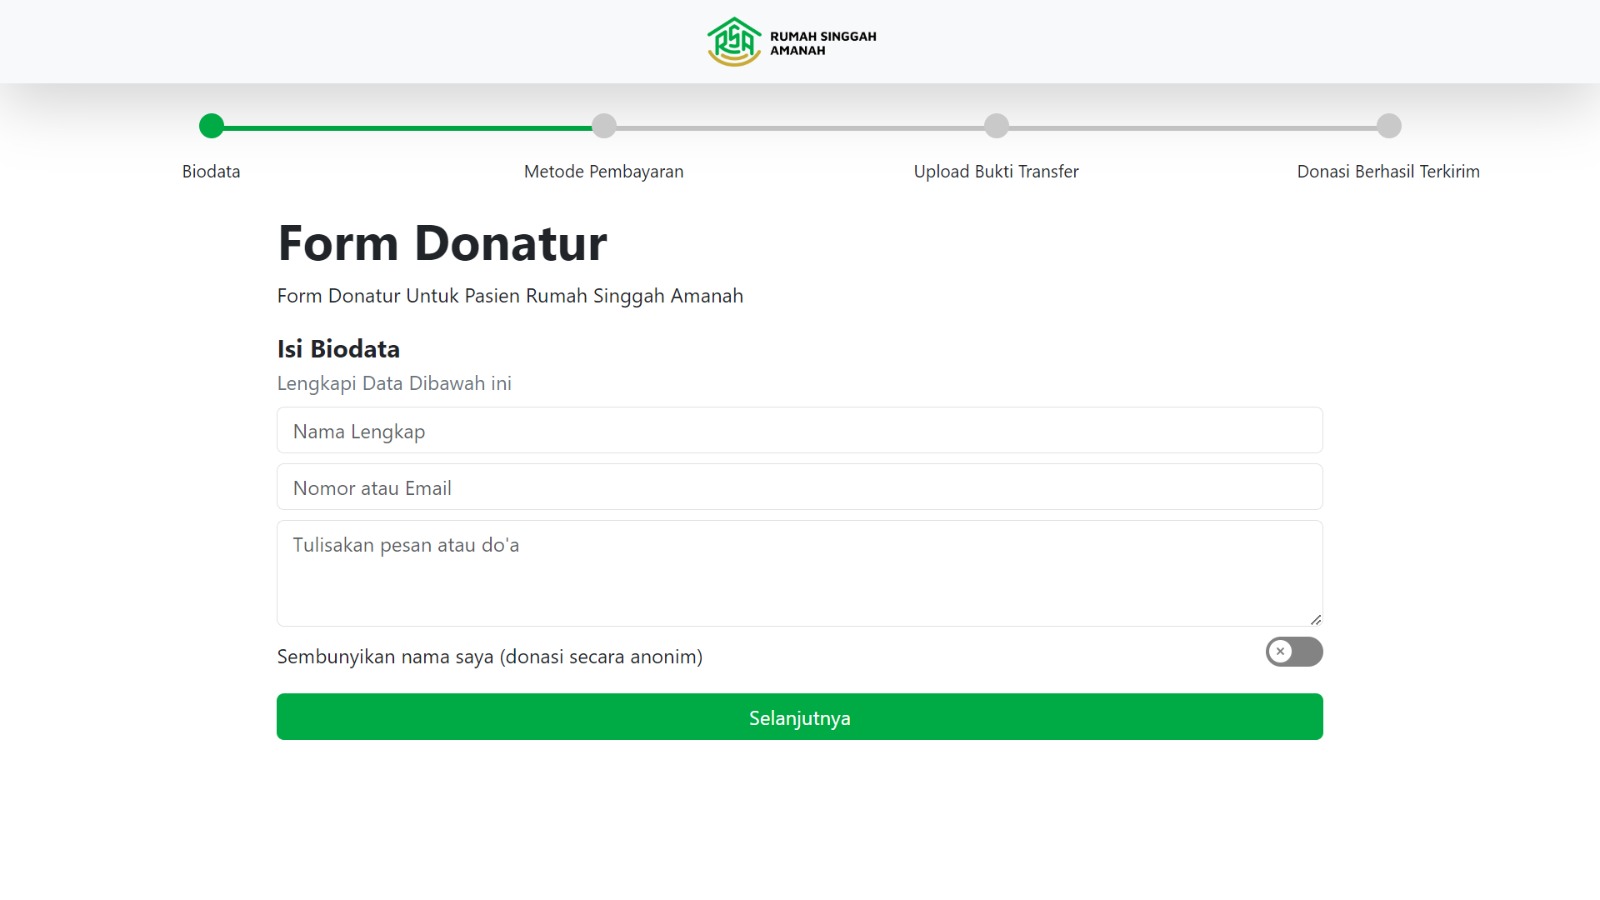 RSA
RUMAH SINGGAH
AMANAH
Biodata
Metode Pembayaran
Upload Bukti Transfer
Donasi Berhasil Terkirim
Form Donatur
Form Donatur Untuk Pasien Rumah Singgah Amanah
Isi Biodata
Lengkapi Data Dibawah ini
Nama Lengkap
Nomor atau Email
Tulisakan pesan atau do'a
Sembunyikan nama saya (donasi secara anonim)
Selanjutnya